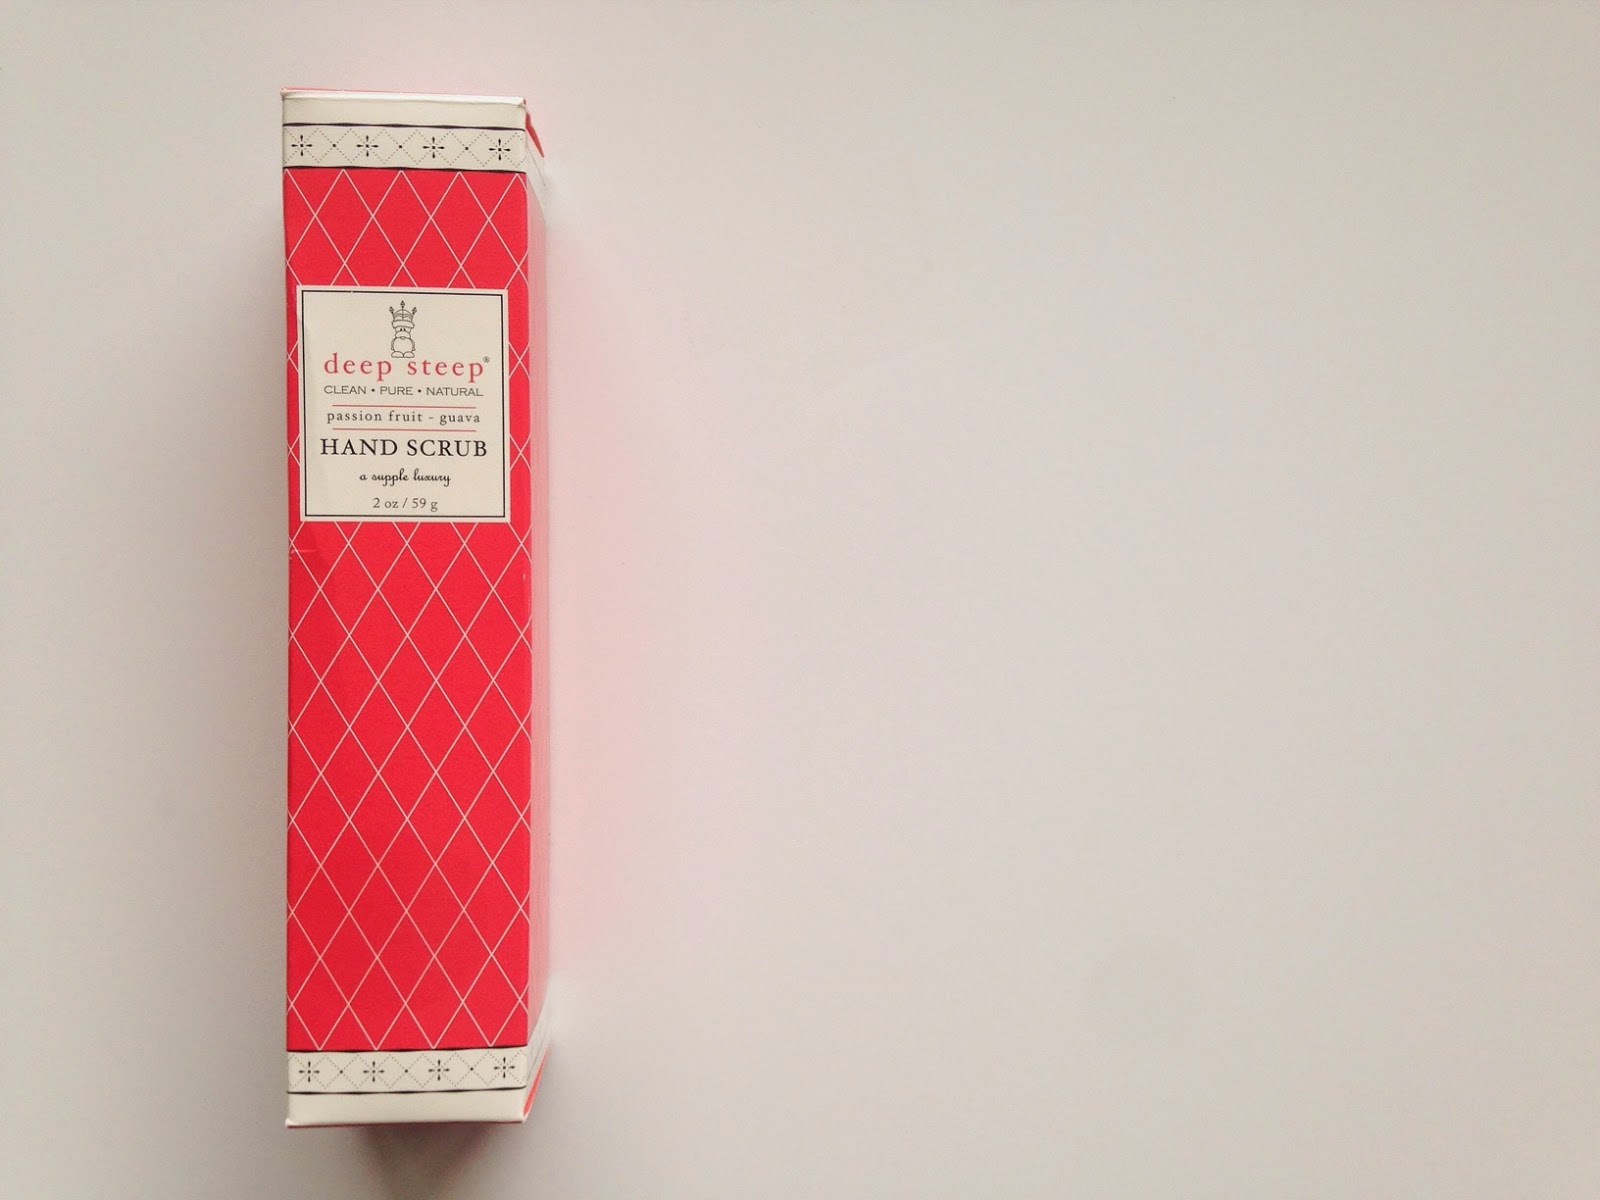 deep steep®
CLEAN • PURE • NATURAL
passion fruit - guava
HAND SCRUB
a supple luxury
2 oz / 59 g